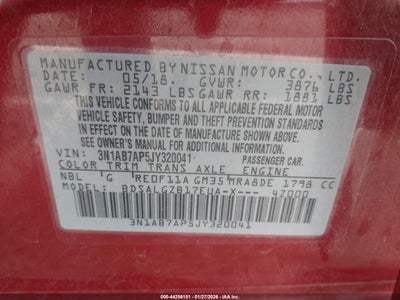 MANUFACTURED BY NISSAN MOTOR CO., LTD.
DATE: 05/18. GVWR: 3876 LBS
GAWR FR: 2143 LBS GAWR RR: 1881 LBS
THIS VEHICLE CONFORMS TO ALL APPLICABLE FEDERAL MOTOR
VEHICLE SAFETY, BUMPER AND THEFT PREVENTION STANDARDS
IN EFFECT ON THE DATE OF MANUFACTURE SHOWN ABOVE.
SEE OWNER'S MANUAL FOR ADDITIONAL INFORMATION
VIN: 3N1AB7AP5JY320041 PASSENGER CAR.
COLOR TRIM TRANS AXLE ENGINE
NBL G RE0F11A GM35 MRA8DE 1798 CC
MODEL: BDSALGZB17EUA-X--- 4Z000
3N1AB7AP5JY320041
000-44256151 - 01/27/2026 - IAA, Inc.